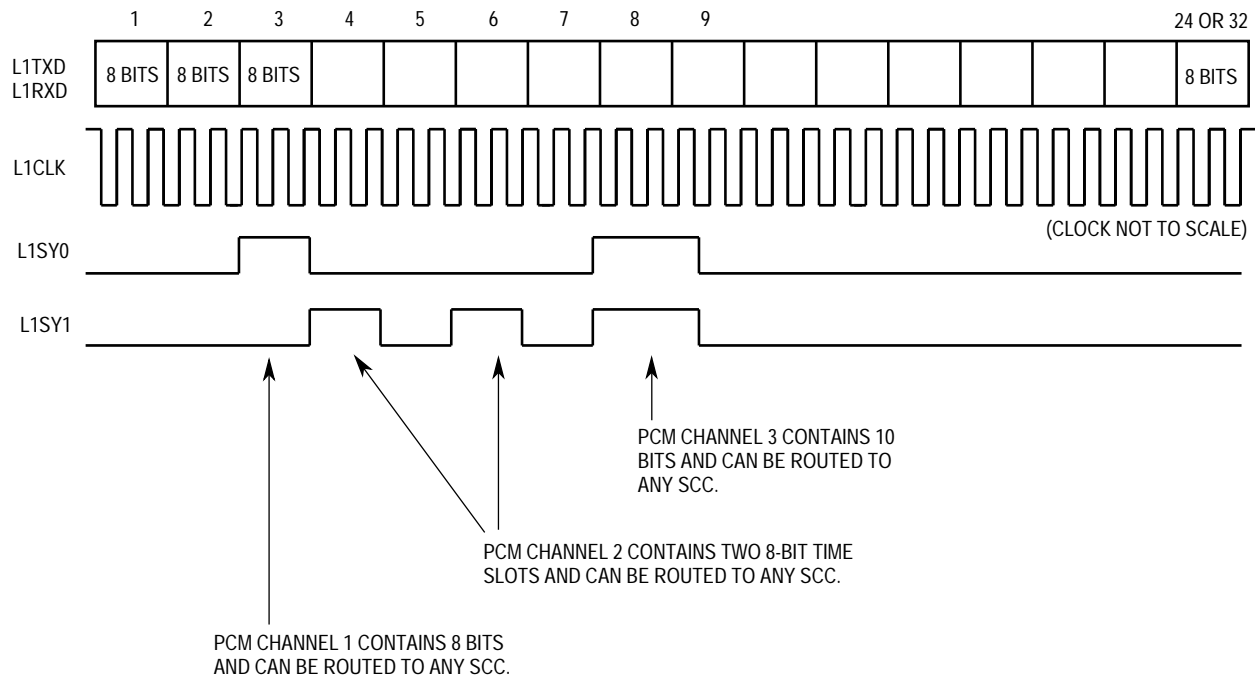 1 2 3 4 5 6 7 8 9 24 OR 32
L1TXD
L1RXD
8 BITS 8 BITS 8 BITS 8 BITS
L1CLK
(CLOCK NOT TO SCALE)
L1SY0
L1SY1
PCM CHANNEL 3 CONTAINS 10
BITS AND CAN BE ROUTED TO
ANY SCC.
PCM CHANNEL 2 CONTAINS TWO 8-BIT TIME
SLOTS AND CAN BE ROUTED TO ANY SCC.
PCM CHANNEL 1 CONTAINS 8 BITS
AND CAN BE ROUTED TO ANY SCC.